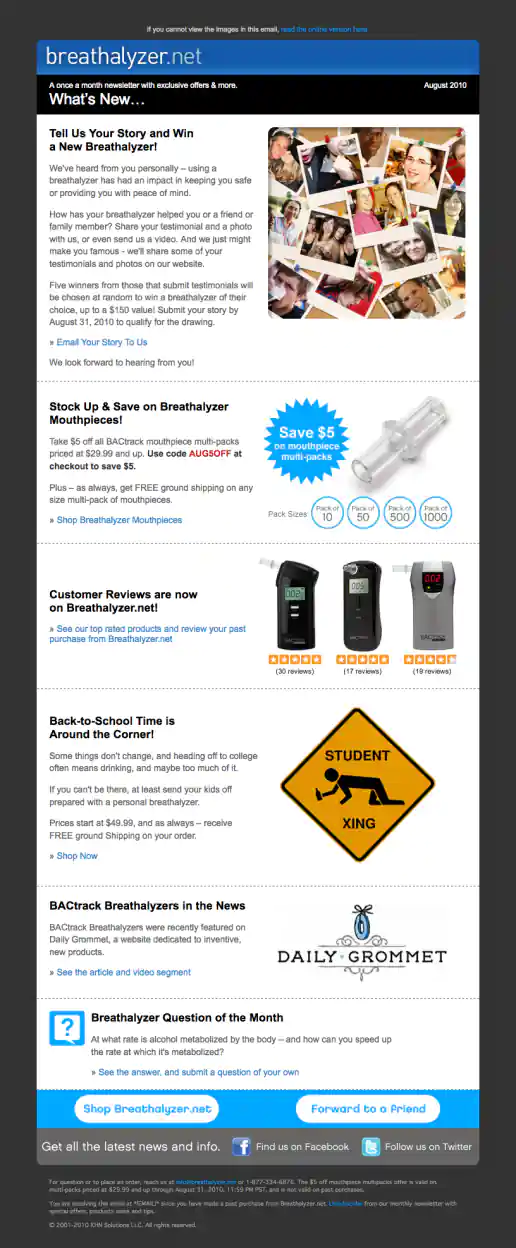 If you cannot view the images in this email, read the online version here
breathalyzer.net
A once a month newsletter with exclusive offers & more.
August 2010
What's New...
Tell Us Your Story and Win
a New Breathalyzer!
We've heard from you personally – using a
breathalyzer has had an impact in keeping you safe
or providing you with peace of mind.
How has your breathalyzer helped you or a friend or
family member? Share your testimonial and a photo
with us, or even send us a video. And we just might
make you famous - we'll share some of your
testimonials and photos on our website.
Five winners from those that submit testimonials will
be chosen at random to win a breathalyzer of their
choice, up to a $150 value! Submit your story by
August 31, 2010 to qualify for the drawing.
» Email Your Story To Us
We look forward to hearing from you!
Stock Up & Save on Breathalyzer
Mouthpieces!
Take $5 off all BACtrack mouthpiece multi-packs
priced at $29.99 and up. Use code AUG5OFF at
checkout to save $5.
Plus – as always, get FREE ground shipping on any
size multi-pack of mouthpieces.
» Shop Breathalyzer Mouthpieces
Save $5
on mouthpiece
multi-packs
Pack Sizes:
Pack of
10
Pack of
50
Pack of
500
Pack of
1000
Customer Reviews are now
on Breathalyzer.net!
» See our top rated products and review your past
purchase from Breathalyzer.net
BACtrack
BACtrack
BACtrack
(30 reviews)
(17 reviews)
(19 reviews)
Back-to-School Time is
Around the Corner!
Some things don't change, and heading off to college
often means drinking, and maybe too much of it.
If you can't be there, at least send your kids off
prepared with a personal breathalyzer.
Prices start at $49.99, and as always – receive
FREE ground Shipping on your order.
» Shop Now
STUDENT
XING
BACtrack Breathalyzers in the News
BACtrack Breathalyzers were recently featured on
Daily Grommet, a website dedicated to inventive,
new products.
» See the article and video segment
DAILY GROMMET
?
Breathalyzer Question of the Month
At what rate is alcohol metabolized by the body – and how can you speed up
the rate at which it's metabolized?
» See the answer, and submit a question of your own
Shop Breathalyzer.net
Forward to a friend
Get all the latest news and info.
Find us on Facebook
Follow us on Twitter
For question or to place an order, reach us at or 1-877-334-6876. The $5 off mouthpiece multipacks offer is valid on
multi-packs priced at $29.99 and up through August 31, 2010, 11:59 PM PST, and is not valid on past purchases.
You are receiving the email at *EMAIL* since you have made a past purchase from Breathalyzer.net. Unsubscribe from our monthly newsletter with
special offers, products news and tips.
© 2001-2010 KHN Solutions LLC. All rights reserved.